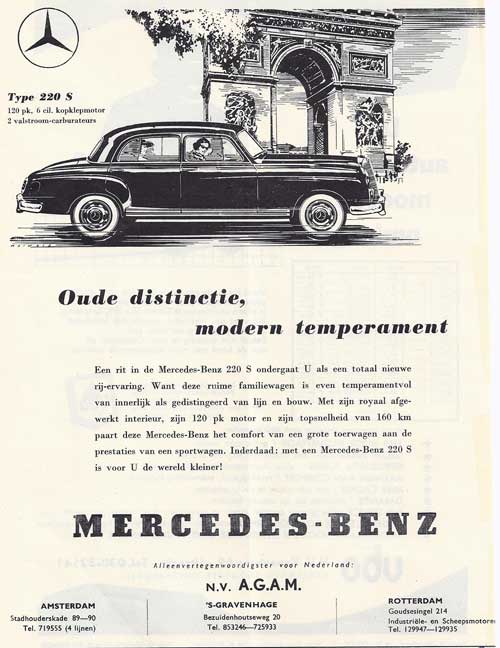 Type 220 S
120 pk, 6 cil. kopklepmotor
2 valstroom-carburateurs
Oude distinctie,
modern temperament
Een rit in de Mercedes-Benz 220 S ondergaat U als een totaal nieuwe
rij-ervaring. Want deze ruime familiewagen is even temperamentvol
van innerlijk als gedistingeerd van lijn en bouw. Met zijn royaal afge-
werkt interieur, zijn 120 pk motor en zijn topsnelheid van 160 km
paart deze Mercedes-Benz het comfort van een grote toerwagen aan de
prestaties van een sportwagen. Inderdaad: met een Mercedes-Benz 220 S
is voor U de wereld kleiner!
MERCEDES-BENZ
Alleenvertegenwoordigster voor Nederland:
N.V. A.G.A.M.
AMSTERDAM
Stadhouderskade 89—90
Tel. 719555 (4 lijnen)
'S-GRAVENHAGE
Bezuidenhoutseweg 20
Tel. 853246—725933
ROTTERDAM
Goudsesingel 214
Industriële- en Scheepsmotore
Tel. 129947—129935